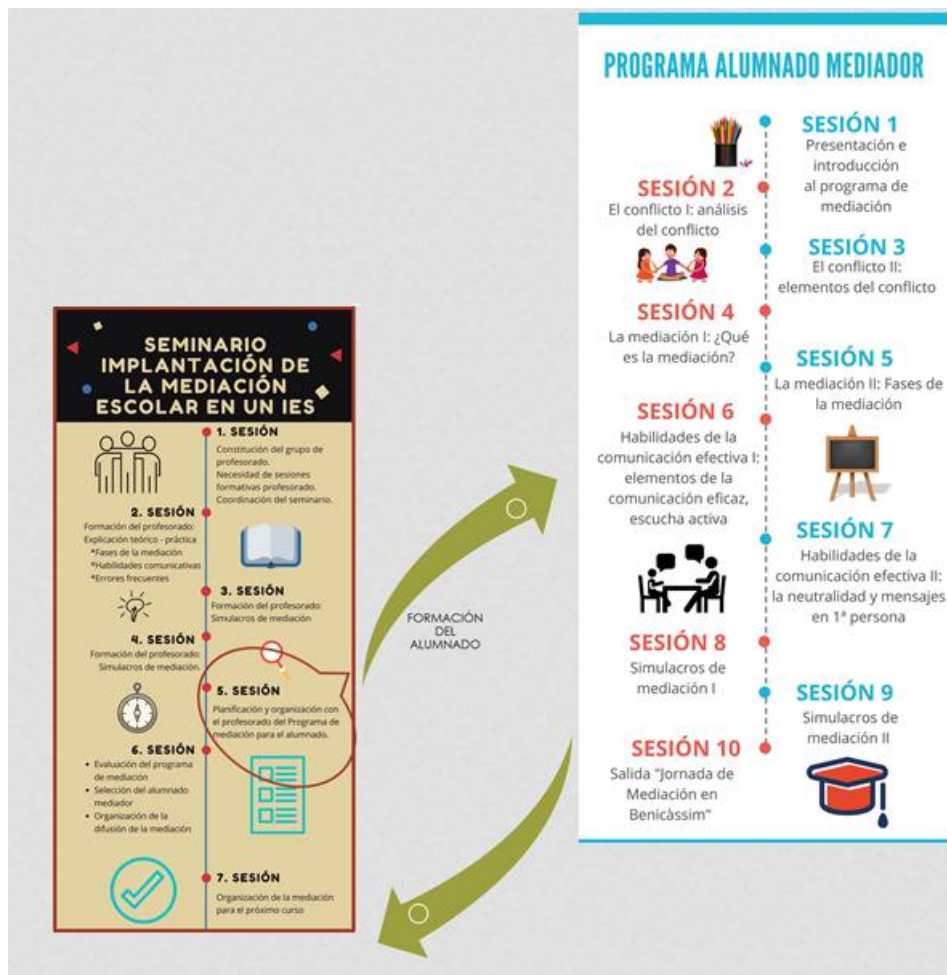 SEMINARIO
IMPLANTACIÓN DE
LA MEDIACIÓN
ESCOLAR EN UN IES
1. SESIÓN
Constitución del grupo de
profesorado.
Necesidad de sesiones
formativas profesorado.
Coordinación del seminario.
2. SESIÓN
Formación del profesorado:
Explicación teórico - práctica
*Fases de la mediación
*Habilidades comunicativas
*Errores frecuentes
3. SESIÓN
Formación del profesorado:
Simulacros de mediación
4. SESIÓN
Formación del profesorado:
Simulacros de mediación.
5. SESIÓN
Planificación y organización con
el profesorado del Programa de
mediación para el alumnado.
6. SESIÓN
• Evaluación del programa
de mediación
• Selección del alumnado
mediador
• Organización de la
difusión de la mediación
7. SESIÓN
Organización de la mediación
para el próximo curso
FORMACIÓN
DEL
ALUMNADO
PROGRAMA ALUMNADO MEDIADOR
SESIÓN 1
Presentación e
introducción
al programa de
mediación
SESIÓN 2
El conflicto I: análisis
del conflicto
SESIÓN 3
El conflicto II:
elementos del conflicto
SESIÓN 4
La mediación I: ¿Qué
es la mediación?
SESIÓN 5
La mediación II: Fases de
la mediación
SESIÓN 6
Habilidades de la
comunicación efectiva I:
elementos de la
comunicación eficaz,
escucha activa
SESIÓN 7
Habilidades de la
comunicación efectiva II:
la neutralidad y mensajes
en 1ª persona
SESIÓN 8
Simulacros de
mediación I
SESIÓN 9
Simulacros de
mediación II
SESIÓN 10
Salida "Jornada de
Mediación en
Benicàssim"